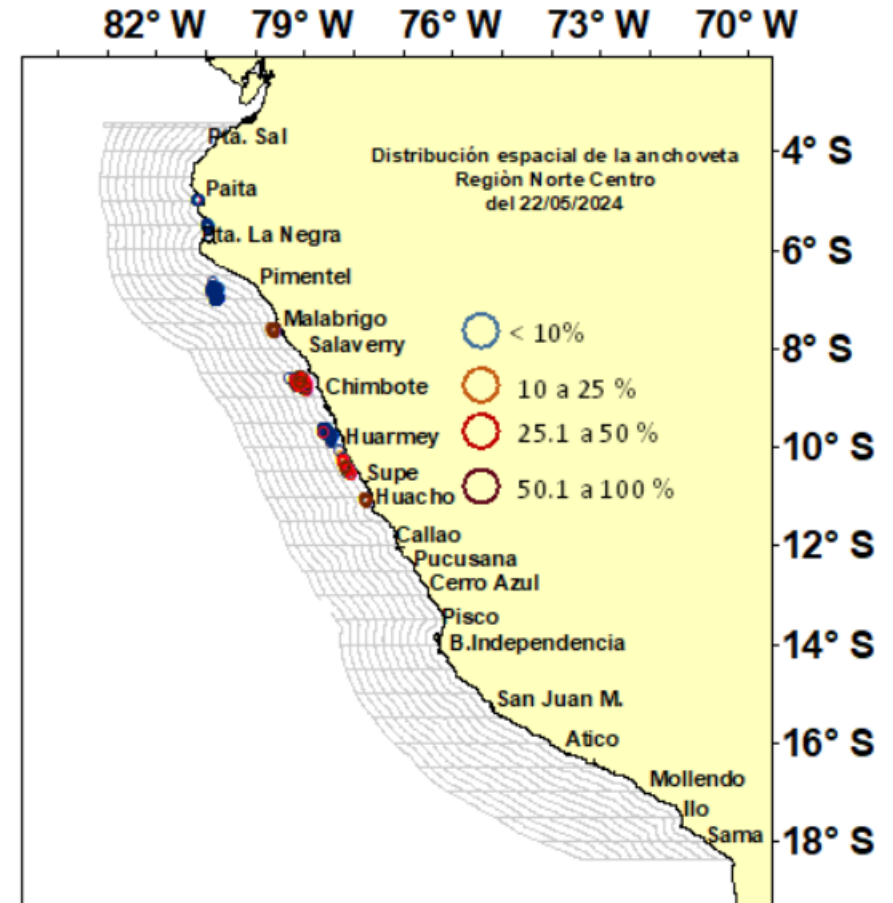 82° W 79° W 76° W 73° W 70° W
Pta. Sal
Distribución espacial de la anchoveta
Regiòn Norte Centro
del 22/05/2024
4° S
Paita
Pta. La Negra
6° S
Pimentel
Malabrigo
Salaverry
< 10%
8° S
Chimbote
10 a 25 %
Huarmey
25.1 a 50 %
10° S
Supe
Huacho
50.1 a 100 %
Callao
12° S
Pucusana
Cerro Azul
Pisco
B.Independencia
14° S
San Juan M.
Atico
16° S
Mollendo
Ilo
Sama
18° S